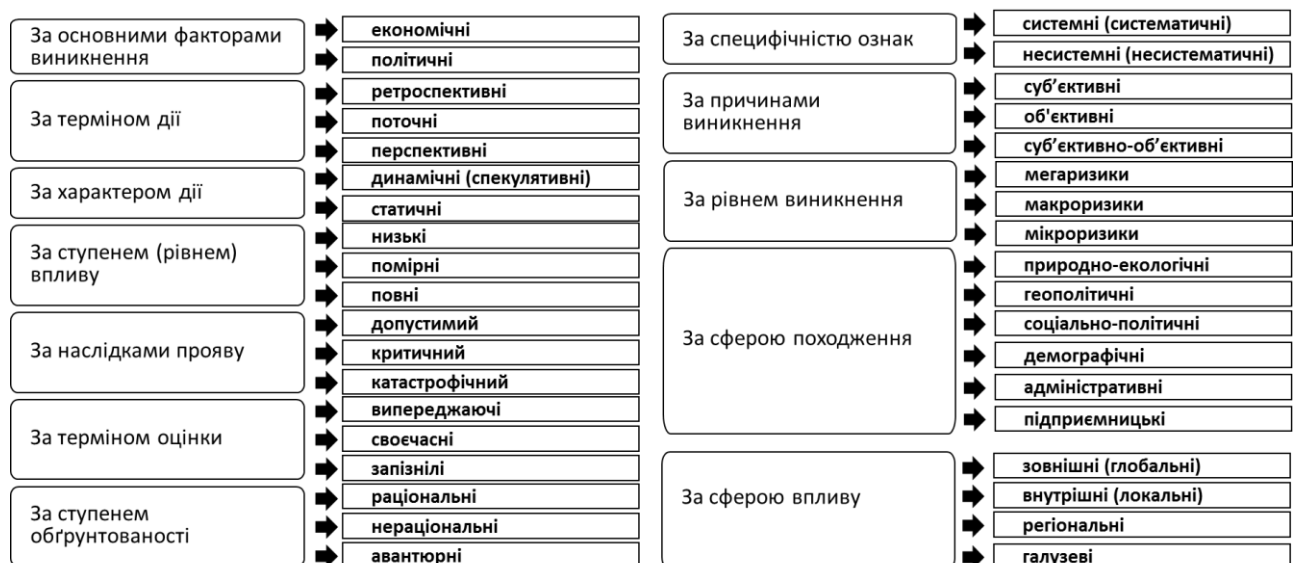 За основними факторами
виникнення
економічні
політичні
За терміном дії
ретроспективні
поточні
перспективні
За характером дії
динамічні (спекулятивні)
статичні
За ступенем (рівнем)
впливу
низькі
помірні
повні
За наслідками прояву
допустимий
критичний
катастрофічний
За терміном оцінки
випереджаючі
своєчасні
запізнілі
За ступенем
обґрунтованості
раціональні
нераціональні
авантюрні
За специфічністю ознак
системні (систематичні)
несистемні (несистематичні)
За причинами
виникнення
суб’єктивні
об'єктивні
суб’єктивно-об’єктивні
За рівнем виникнення
мегаризики
макроризики
мікроризики
За сферою походження
природно-екологічні
геополітичні
соціально-політичні
демографічні
адміністративні
підприємницькі
За сферою впливу
зовнішні (глобальні)
внутрішні (локальні)
регіональні
галузеві